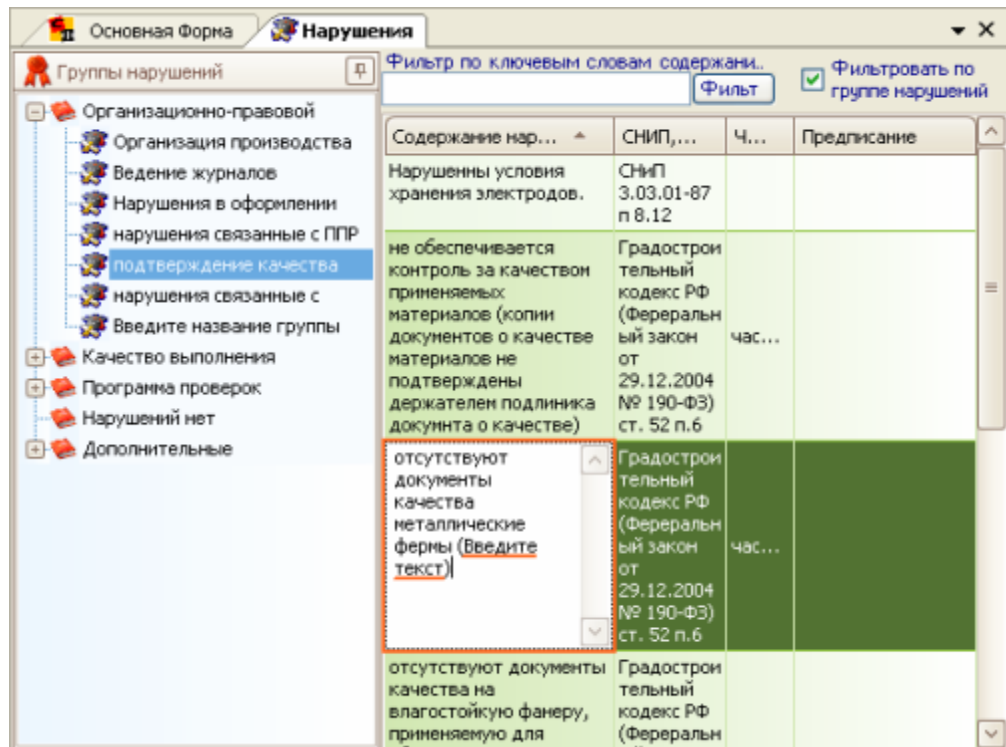 Основная Форма
Нарушения
Группы нарушений
Организационно-правовой
Организация производства
Ведение журналов
Нарушения в оформлении
нарушения связанные с ППР
подтверждение качества
нарушения связанные с
Введите название группы
Качество выполнения
Программа проверок
Нарушений нет
Дополнительные
Фильтр по ключевым словам содержани..
Фильт
Фильтровать по
группе нарушений
Содержание нар...
СНИП,...
Ч...
Предписание
Нарушенны условия
хранения электродов.
СНиП
3.03.01-87
п 8.12
не обеспечивается
контроль за качеством
применяемых
материалов (копии
документов о качестве
материалов не
подтверждены
держателем подлиника
докумнта о качестве)
Градострои
тельный
кодекс РФ
(Фереральн
ый закон
от
29.12.2004
№ 190-ФЗ)
ст. 52 п.6
час...
отсутствуют
документы
качества
металлические
фермы (Введите
текст)
Градострои
тельный
кодекс РФ
(Фереральн
ый закон
от
29.12.2004
№ 190-ФЗ)
ст. 52 п.6
час...
отсутствуют документы
качества на
влагостойкую фанеру,
применяемую для
Градострои
тельный
кодекс РФ
(Фереральн